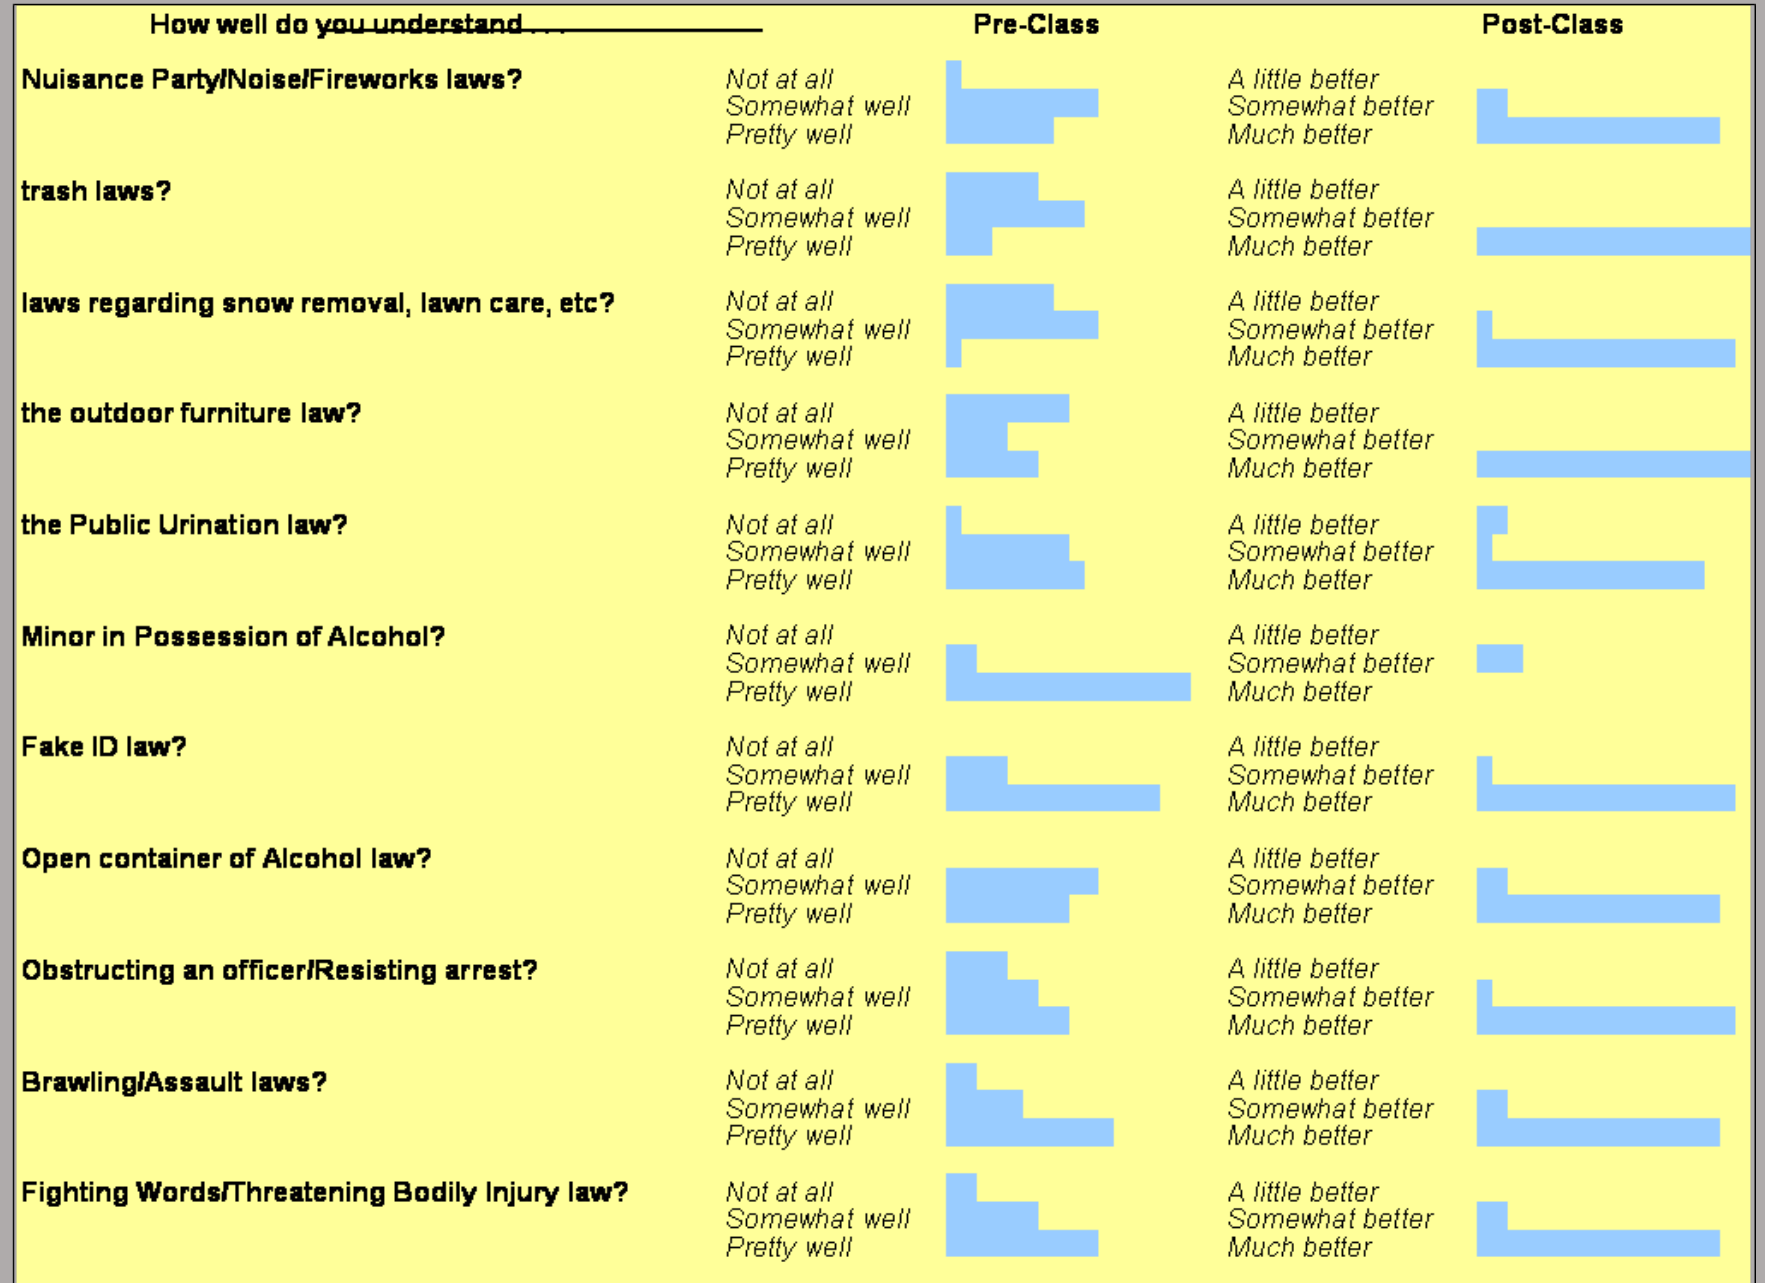 How well do you understand . . . Pre-Class Post-Class
Nuisance Party/Noise/Fireworks laws? Not at all A little better
Somewhat well Somewhat better
Pretty well Much better
trash laws? Not at all A little better
Somewhat well Somewhat better
Pretty well Much better
laws regarding snow removal, lawn care, etc? Not at all A little better
Somewhat well Somewhat better
Pretty well Much better
the outdoor furniture law? Not at all A little better
Somewhat well Somewhat better
Pretty well Much better
the Public Urination law? Not at all A little better
Somewhat well Somewhat better
Pretty well Much better
Minor in Possession of Alcohol? Not at all A little better
Somewhat well Somewhat better
Pretty well Much better
Fake ID law? Not at all A little better
Somewhat well Somewhat better
Pretty well Much better
Open container of Alcohol law? Not at all A little better
Somewhat well Somewhat better
Pretty well Much better
Obstructing an officer/Resisting arrest? Not at all A little better
Somewhat well Somewhat better
Pretty well Much better
Brawling/Assault laws? Not at all A little better
Somewhat well Somewhat better
Pretty well Much better
Fighting Words/Threatening Bodily Injury law? Not at all A little better
Somewhat well Somewhat better
Pretty well Much better